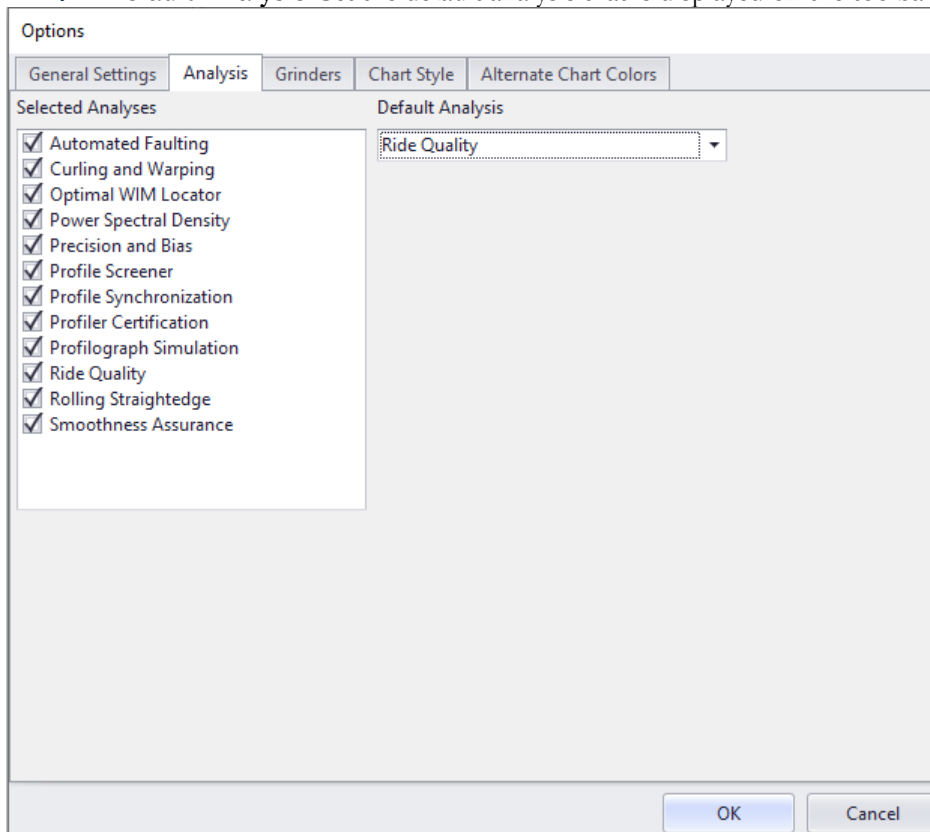 Options
General Settings Analysis Grinders Chart Style Alternate Chart Colors
Selected Analyses Default Analysis
Automated Faulting Ride Quality
Curling and Warping
Optimal WIM Locator
Power Spectral Density
Precision and Bias
Profile Screener
Profile Synchronization
Profiler Certification
Profilograph Simulation
Ride Quality
Rolling Straightedge
Smoothness Assurance
OK Cancel